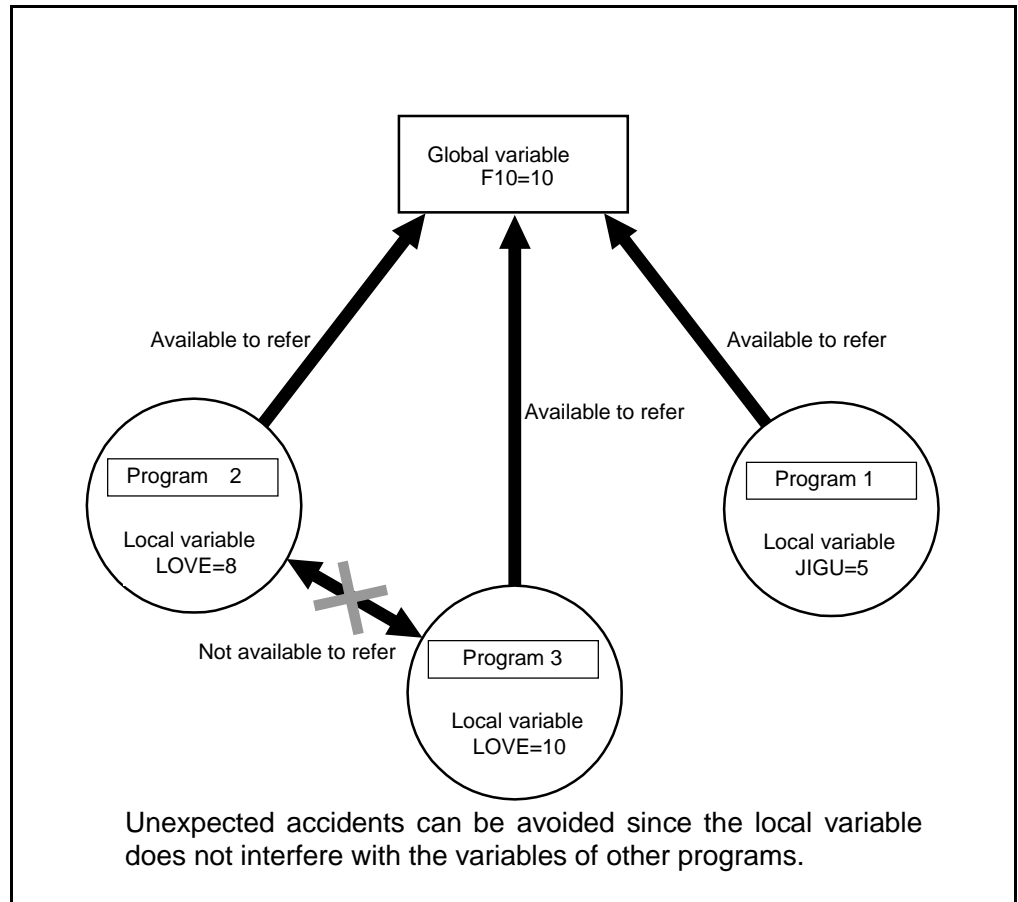 Global variable
F10=10
Available to refer
Available to refer
Available to refer
Program 2
Local variable
LOVE=8
Program 1
Local variable
JIGU=5
Not available to refer
Program 3
Local variable
LOVE=10
Unexpected accidents can be avoided since the local variable
does not interfere with the variables of other programs.